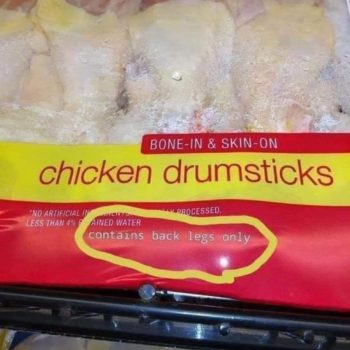 BONE-IN & SKIN-ON
chicken drumsticks
*NO ARTIFICIAL PROCESSED.
LESS THAN 4% WATER
contains back legs only